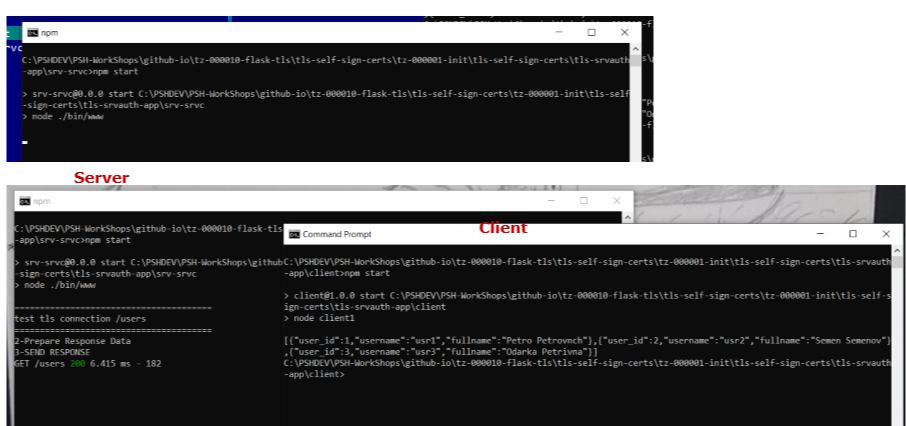 npm
C:\PSHDEV\PSH-WorkShops\github-io\tz-000010-flask-tls\tls-self-sign-certs\tz-000001-init\tls-self-sign-certs\tls-srvauth
-app\srv-srvc>npm start
> srv-srvc@0.0.0 start C:\PSHDEV\PSH-WorkShops\github-io\tz-000010-flask-tls\tls-self-sign-certs\tz-000001-init\tls-self
-sign-certs\tls-srvauth-app\srv-srvc
> node ./bin/www
Server
npm
C:\PSHDEV\PSH-WorkShops\github-io\tz-000010-flask-tls
-app\srv-srvc>npm start
> srv-srvc@0.0.0 start C:\PSHDEV\PSH-WorkShops\github
-sign-certs\tls-srvauth-app\srv-srvc
> node ./bin/www
=======================================
test tls connection /users
=======================================
2-Prepare Response Data
3-SEND RESPONSE
GET /users 200 6.415 ms - 182
Client
Command Prompt
C:\PSHDEV\PSH-WorkShops\github-io\tz-000010-flask-tls\tls-self-sign-certs\tz-000001-init\tls-self-sign-certs\tls-srvauth
-app\client>npm start
> client@1.0.0 start C:\PSHDEV\PSH-WorkShops\github-io\tz-000010-flask-tls\tls-self-sign-certs\tz-000001-init\tls-self-s
ign-certs\tls-srvauth-app\client
> node client1
[{"user_id":1,"username":"usr1","fullname":"Petro Petrovnch"},{"user_id":2,"username":"usr2","fullname":"Semen Semenov"}
,{"user_id":3,"username":"usr3","fullname":"Odarka Petrivna"}]
C:\PSHDEV\PSH-WorkShops\github-io\tz-000010-flask-tls\tls-self-sign-certs\tz-000001-init\tls-self-sign-certs\tls-srvauth
-app\client>